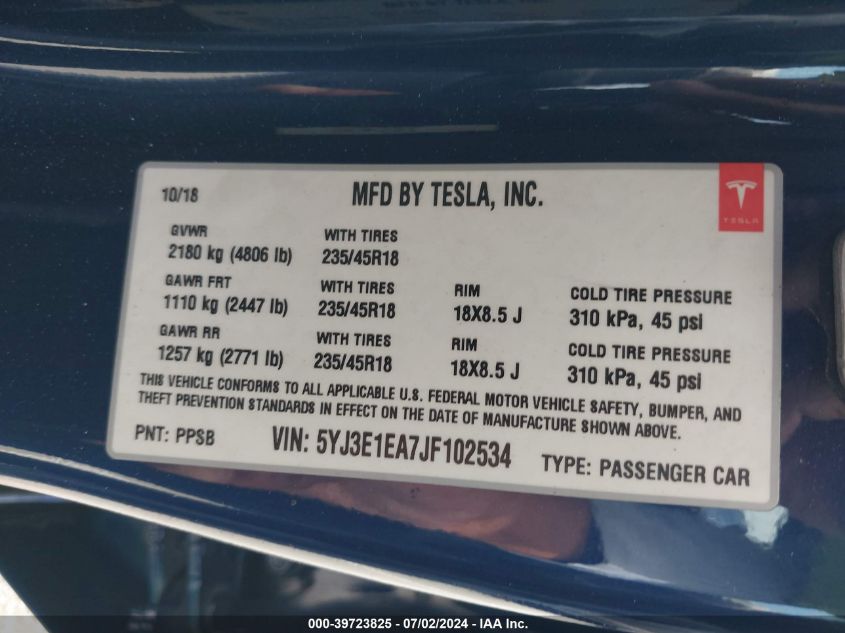 10/18
MFD BY TESLA, INC.
TESLA
GVWR
2180 kg (4806 lb)
WITH TIRES
235/45R18
GAWR FRT
1110 kg (2447 lb)
WITH TIRES
235/45R18
RIM
18X8.5 J
COLD TIRE PRESSURE
310 kPa, 45 psi
GAWR RR
1257 kg (2771 lb)
WITH TIRES
235/45R18
RIM
18X8.5 J
COLD TIRE PRESSURE
310 kPa, 45 psi
THIS VEHICLE CONFORMS TO ALL APPLICABLE U.S. FEDERAL MOTOR VEHICLE SAFETY, BUMPER, AND
THEFT PREVENTION STANDARDS IN EFFECT ON THE DATE OF MANUFACTURE SHOWN ABOVE.
PNT: PPSB
VIN: 5YJ3E1EA7JF102534
TYPE: PASSENGER CAR
000-39723825 - 07/02/2024 - IAA Inc.